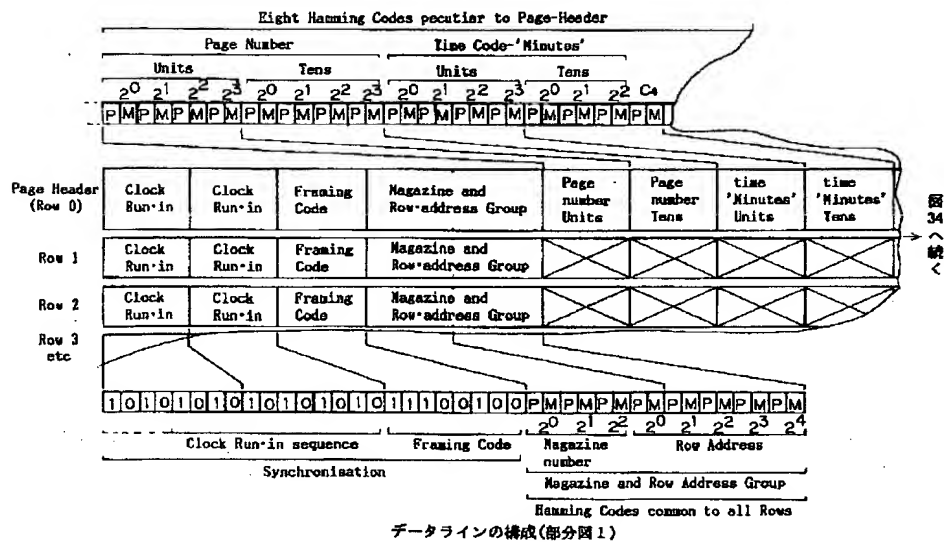 Eight Hamming Codes pecutier to Page-Header
Page Number Time Code-'Minutes'
Units Tens Units Tens
2⁰ 2¹ 2² 2³ 2⁰ 2¹ 2² 2³ 2⁰ 2¹ 2² 2³ 2⁰ 2¹ 2² C₄
P M P M P M P M P M P M P M P M P M P M P M P M P M P M P M P M
Page Header (Row 0)
Clock Run·in
Clock Run·in
Framing Code
Magazine and Row-address Group
Page number Units
Page number Tens
time 'Minutes' Units
time 'Minutes' Tens
図34へ続く
Row 1
Clock Run·in
Clock Run·in
Framing Code
Magazine and Row-address Group
Row 2
Clock Run·in
Clock Run·in
Framing Code
Magazine and Row-address Group
Row 3 etc
1 0 1 0 1 0 1 0 1 0 1 0 1 0 1 0 1 1 1 0 0 1 0 0 P M P M P M P M P M P M P M P M
2⁰ 2¹ 2² 2⁰ 2¹ 2² 2³ 2⁴
Clock Run·in sequence Framing Code Magazine number Row Address
Synchronisation Magazine and Row Address Group
Hamming Codes common to all Rows
データラインの構成(部分図1)